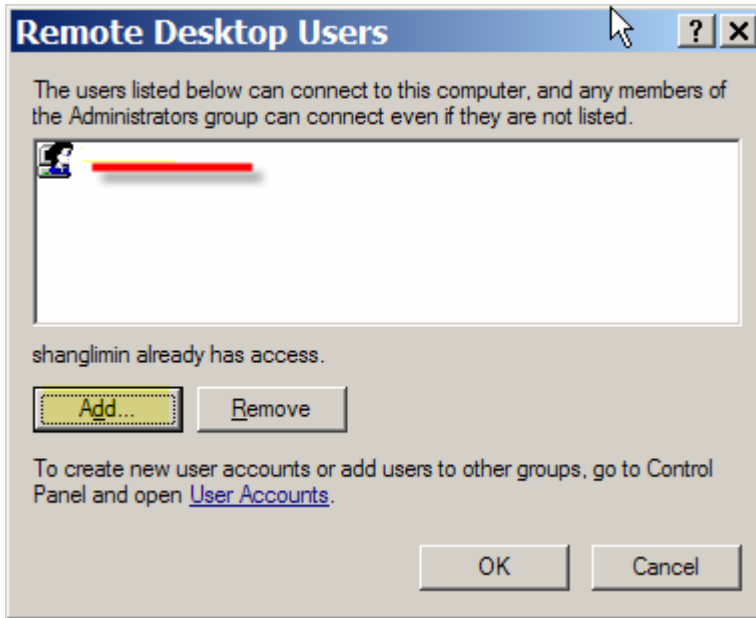 Remote Desktop Users
The users listed below can connect to this computer, and any members of
the Administrators group can connect even if they are not listed.
shanglimin already has access.
Add... Remove
To create new user accounts or add users to other groups, go to Control
Panel and open User Accounts.
OK Cancel